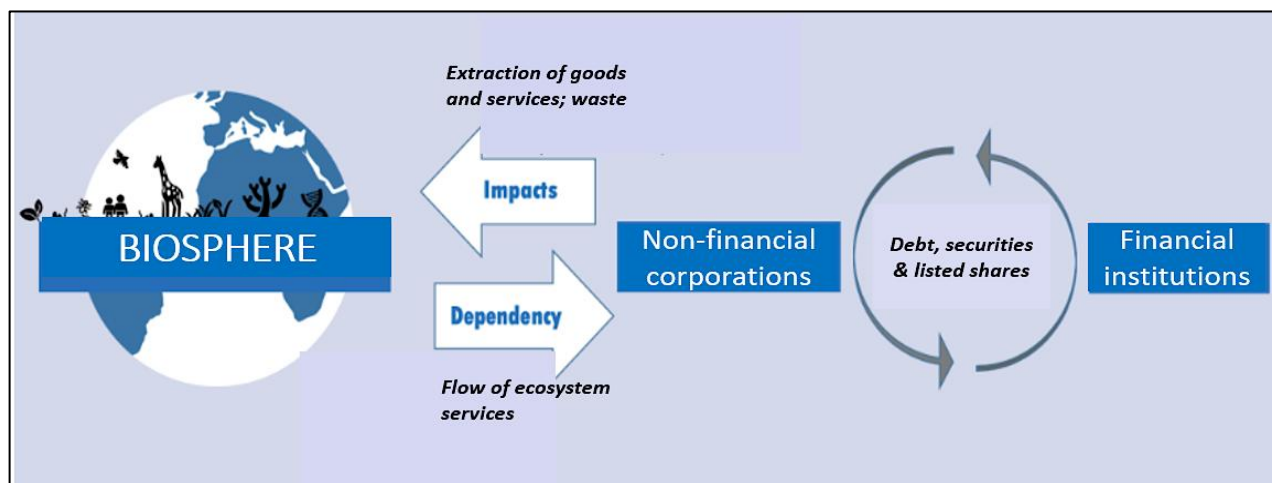 Extraction of goods
and services; waste
Impacts
BIOSPHERE
Non-financial
corporations
Debt, securities
& listed shares
Financial
institutions
Dependency
Flow of ecosystem
services